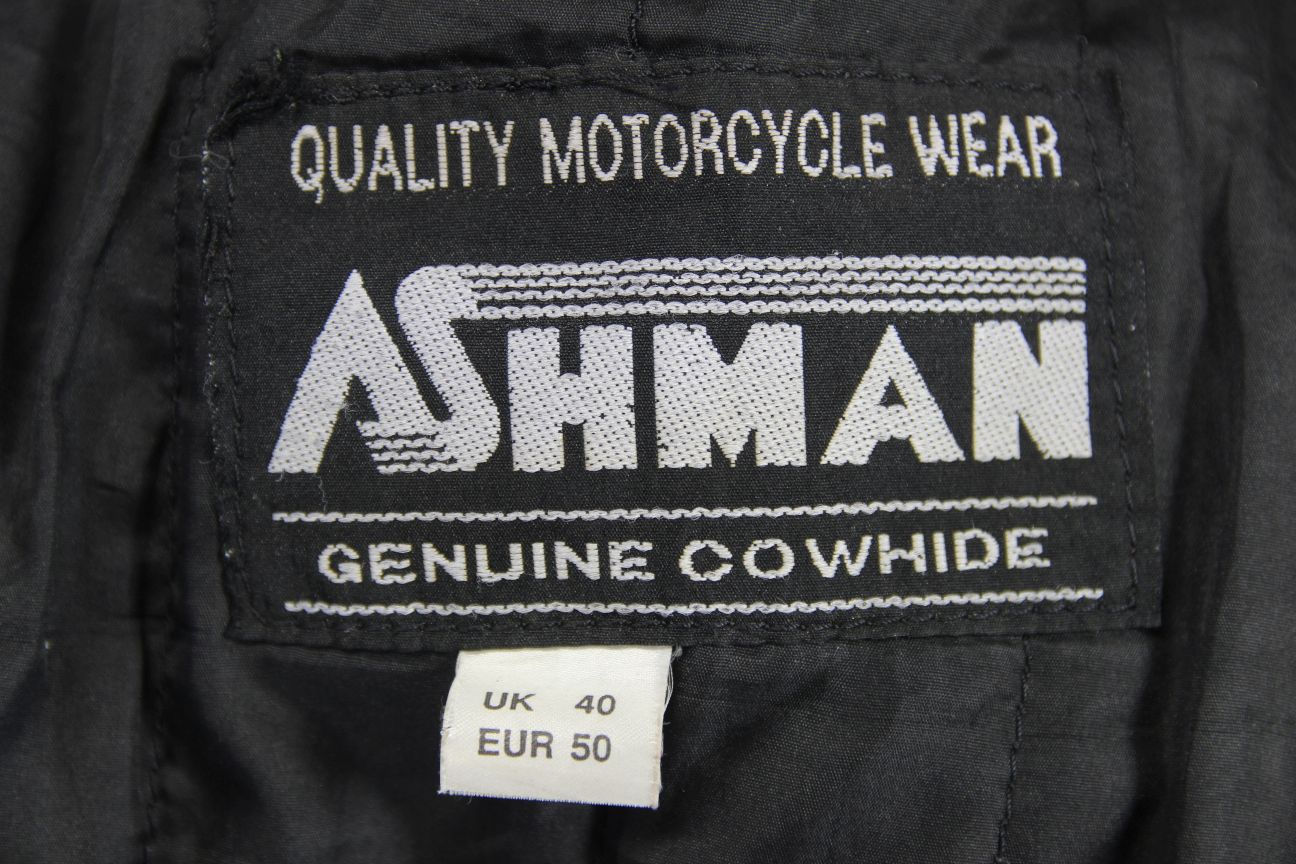 QUALITY MOTORCYCLE WEAR
ASHMAN
GENUINE COWHIDE
UK 40
EUR 50